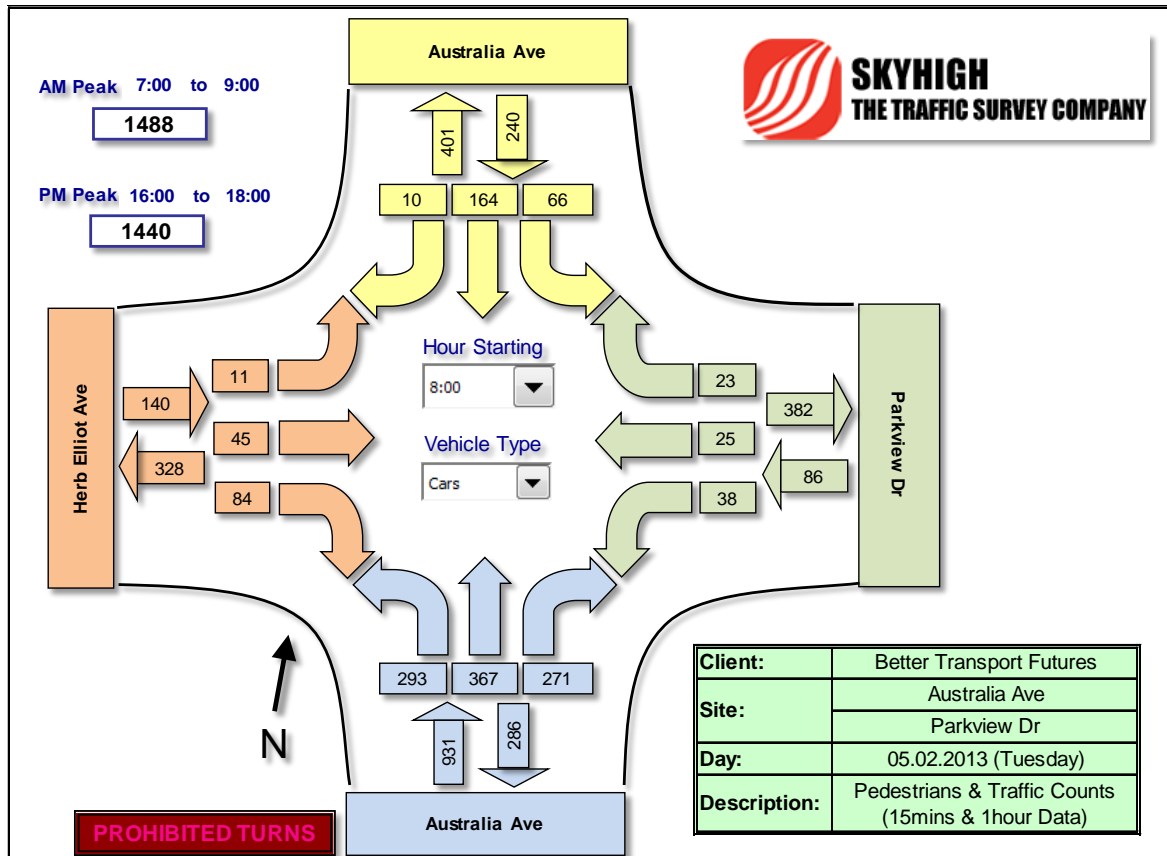 Australia Ave
SKYHIGH
THE TRAFFIC SURVEY COMPANY
AM Peak 7:00 to 9:00
1488
PM Peak 16:00 to 18:00
1440
401
240
10 164 66
Hour Starting
8:00
Vehicle Type
Cars
Herb Elliot Ave
140
328
11
45
84
23
25
38
382
86
Parkview Dr
293 367 271
931
286
Australia Ave
N
PROHIBITED TURNS
Client: Better Transport Futures
Site: Australia Ave
Parkview Dr
Day: 05.02.2013 (Tuesday)
Description: Pedestrians & Traffic Counts
(15mins & 1hour Data)